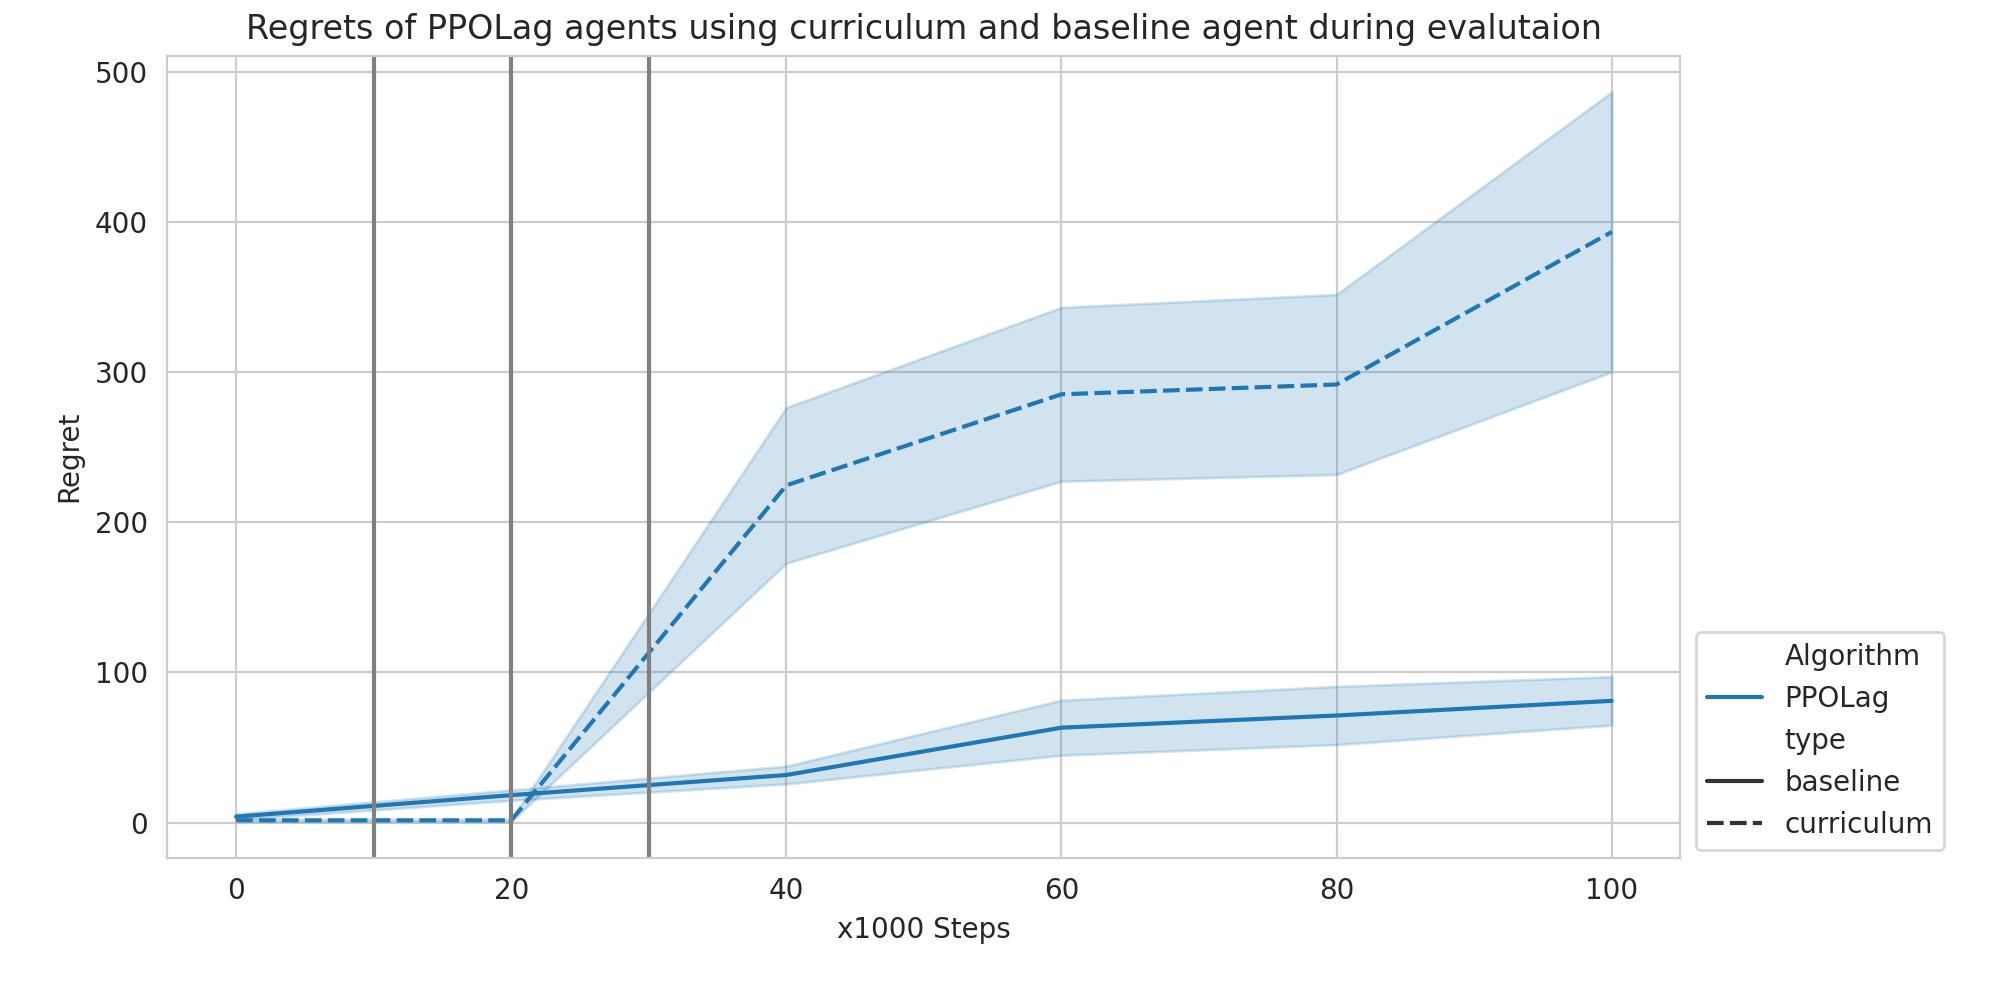 Regrets of PPOLag agents using curriculum and baseline agent during evalutaion
500
400
300
200
100
0
Regret
0 20 40 60 80 100
x1000 Steps
Algorithm
PPOLag
type
baseline
curriculum